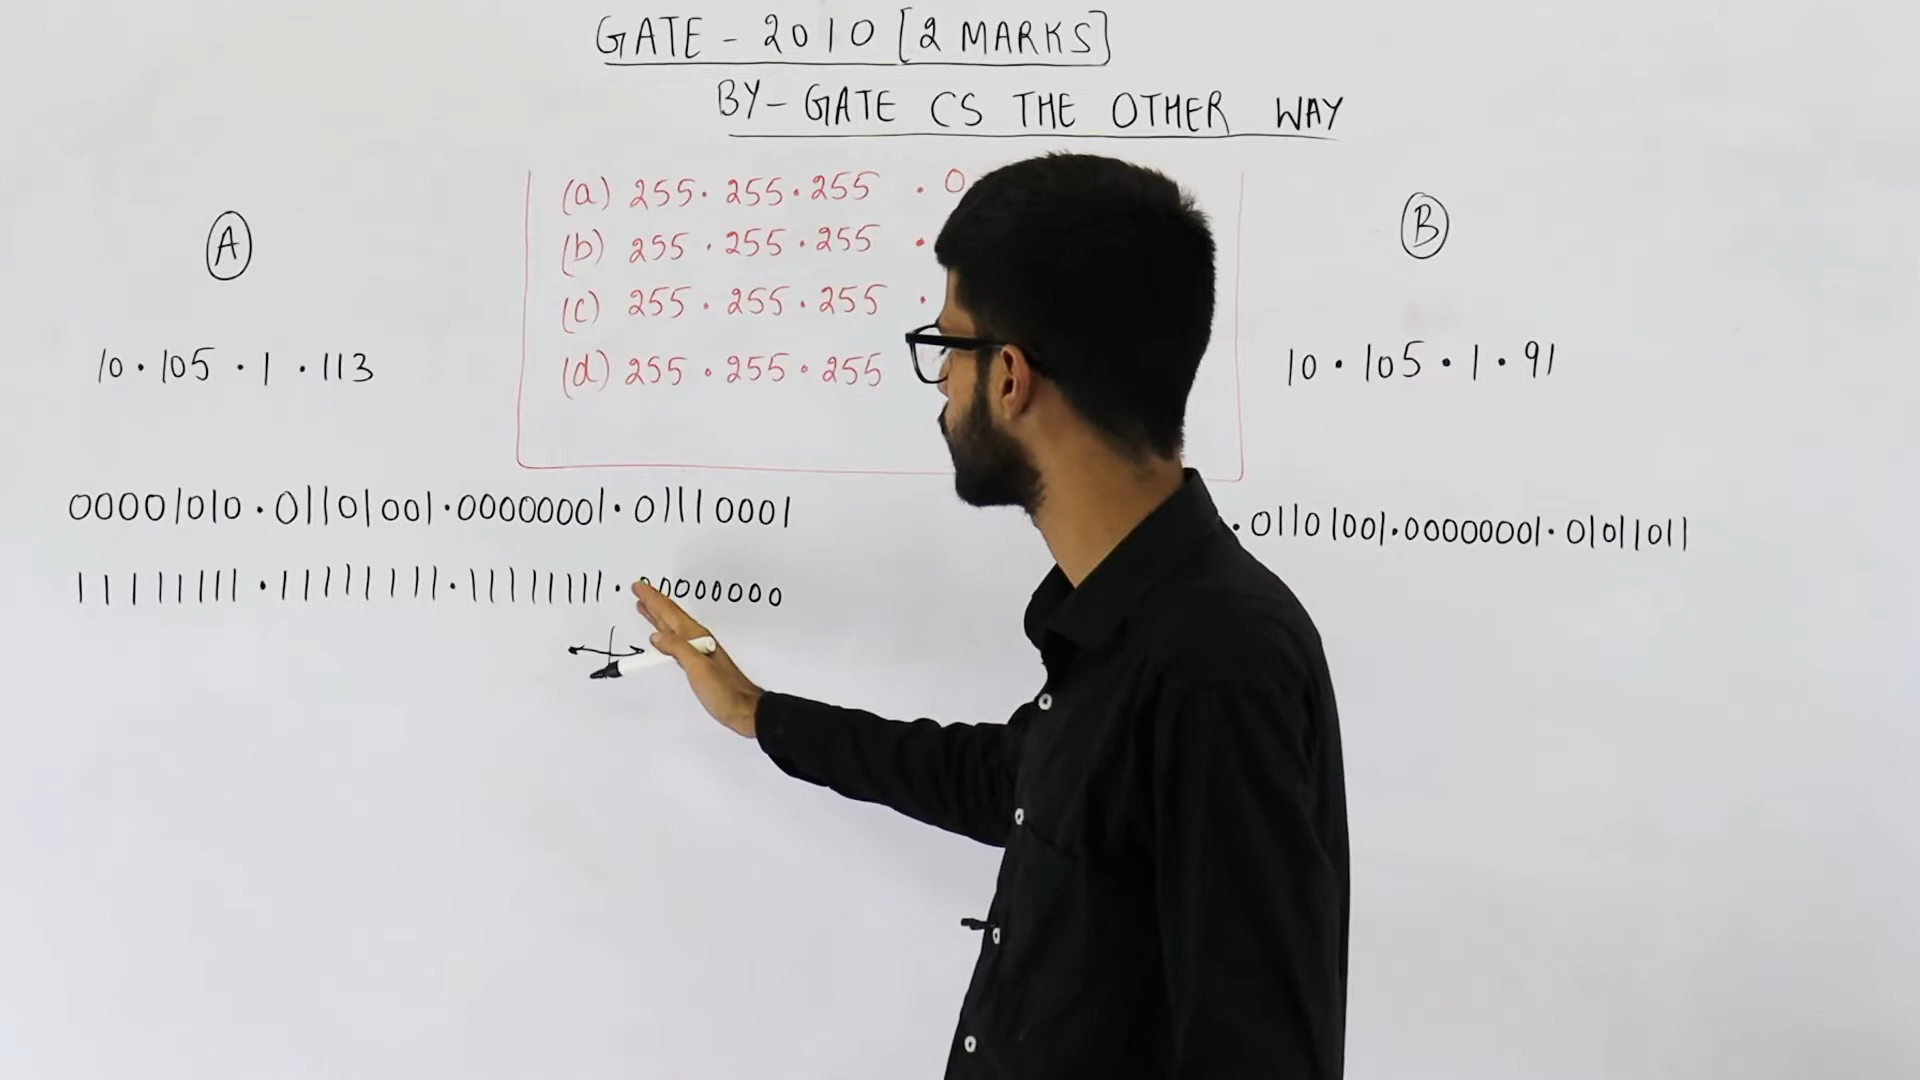 GATE - 2010 [2 MARKS]
BY - GATE CS THE OTHER WAY
(a) 255.255.255.0
(b) 255.255.255.
(c) 255.255.255.
(d) 255.255.255
A
10.105.1.113
B
10.105.1.91
00001010.01101001.00000001.01110001
.01101001.00000001.01011011
11111111.11111111.11111111.00000000